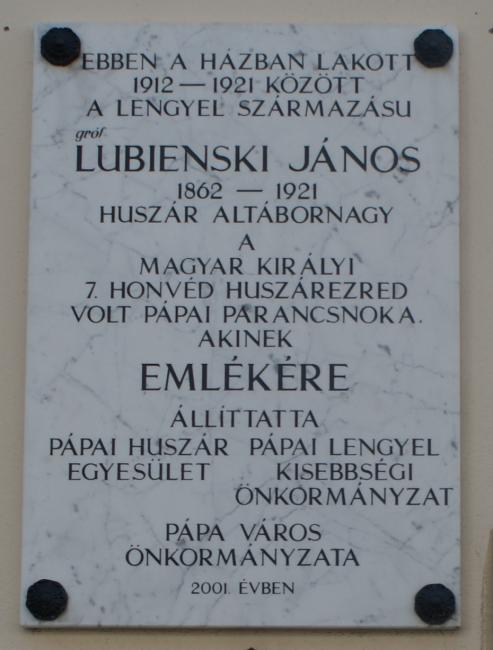 EBBEN A HÁZBAN LAKOTT
1912 — 1921 KÖZÖTT
A LENGYEL SZÁRMAZÁSU
gróf
LUBIENSKI JÁNOS
1862 — 1921
HUSZÁR ALTÁBORNAGY
A
MAGYAR KIRÁLYI
7. HONVÉD HUSZÁREZRED
VOLT PÁPAI PARANCSNOKA.
AKINEK
EMLÉKÉRE
ÁLLÍTTATTA
PÁPAI HUSZÁR PÁPAI LENGYEL
EGYESÜLET KISEBBSÉGI
ÖNKORMÁNYZAT
PÁPA VÁROS
ÖNKORMÁNYZATA
2001. ÉVBEN